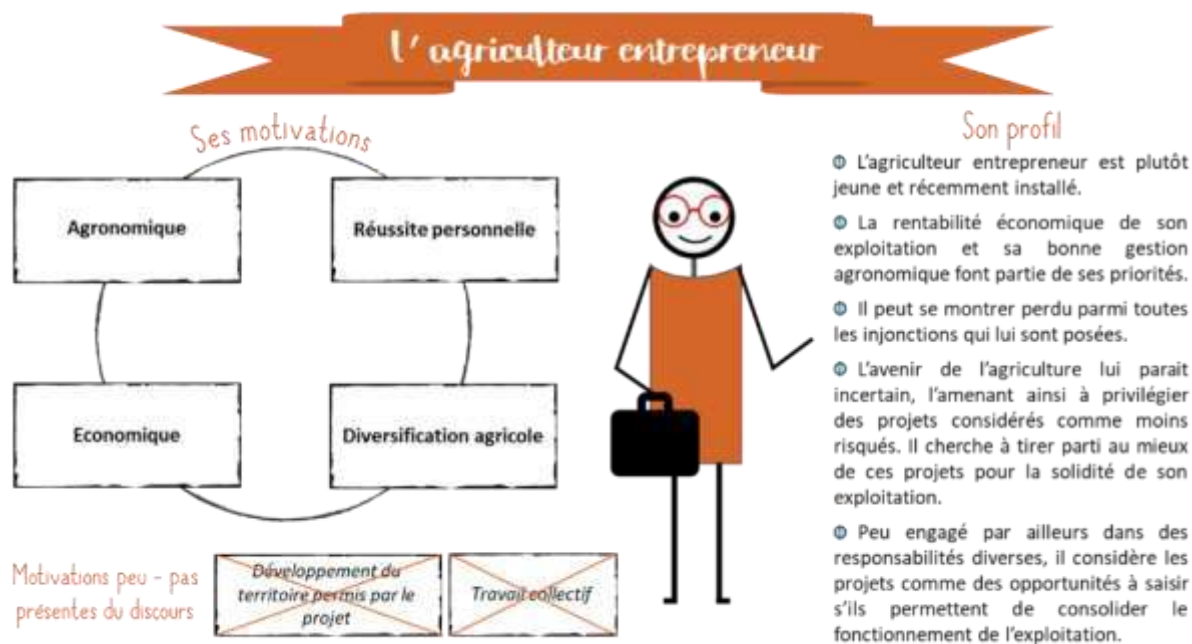 l'agriculteur entrepreneur
Ses motivations
Agronomique
Réussite personnelle
Economique
Diversification agricole
Motivations peu - pas
présentes du discours
Développement du
territoire permis par le
projet
Travail collectif
Son profil
L'agriculteur entrepreneur est plutôt
jeune et récemment installé.
La rentabilité économique de son
exploitation et sa bonne gestion
agronomique font partie de ses priorités.
Il peut se montrer perdu parmi toutes
les injonctions qui lui sont posées.
L'avenir de l'agriculture lui parait
incertain, l'amenant ainsi à privilégier
des projets considérés comme moins
risqués. Il cherche à tirer parti au mieux
de ces projets pour la solidité de son
exploitation.
Peu engagé par ailleurs dans des
responsabilités diverses, il considère les
projets comme des opportunités à saisir
s'ils permettent de consolider le
fonctionnement de l'exploitation.